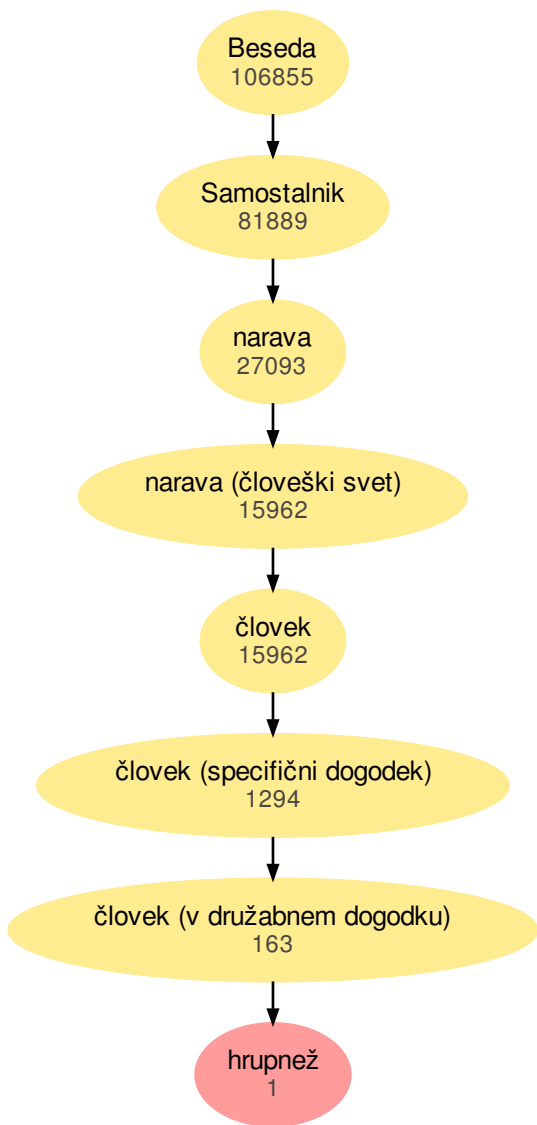 Beseda
106855
Samostalnik
81889
narava
27093
narava (človeški svet)
15962
človek
15962
človek (specifični dogodek)
1294
človek (v družabnem dogodku)
163
hrupnež
1